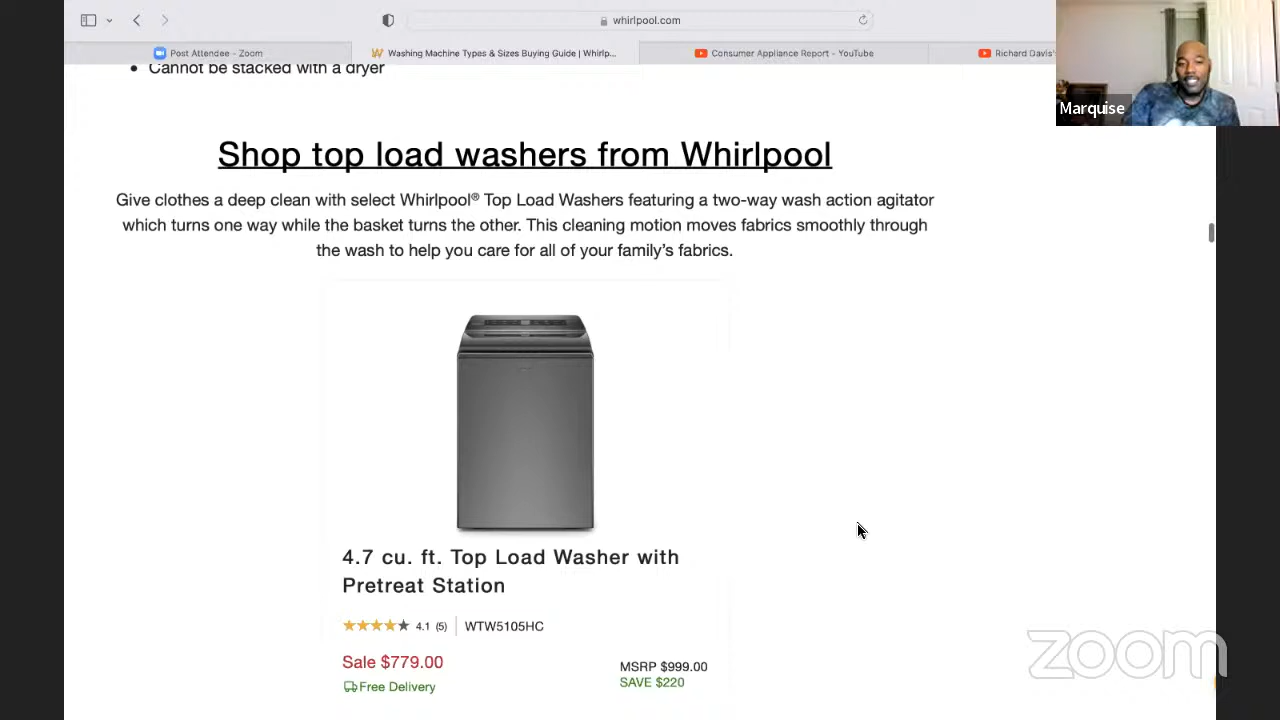 whirlpool.com
Post Attendee - Zoom
Washing Machine Types & Sizes Buying Guide | Whirlp...
Consumer Appliance Report - YouTube
Richard Davis'
Marquise
Cannot be stacked with a dryer
Shop top load washers from Whirlpool
Give clothes a deep clean with select Whirlpool® Top Load Washers featuring a two-way wash action agitator
which turns one way while the basket turns the other. This cleaning motion moves fabrics smoothly through
the wash to help you care for all of your family's fabrics.
4.7 cu. ft. Top Load Washer with
Pretreat Station
4.1 (5) WTW5105HC
Sale $779.00
MSRP $999.00
Free Delivery
SAVE $220
zoom